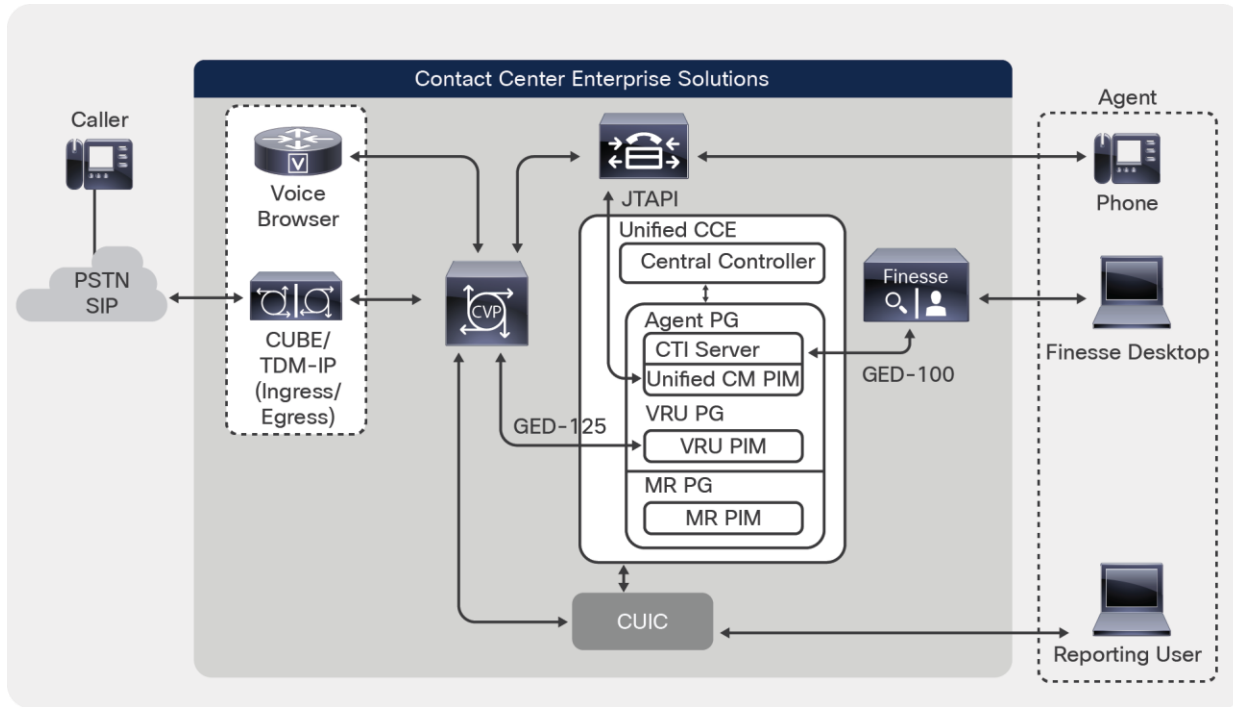 Contact Center Enterprise Solutions
Caller
PSTN
SIP
V
Voice
Browser
CUBE/
TDM-IP
(Ingress/
Egress)
CVP
GED-125
JTAPI
Unified CCE
Central Controller
Agent PG
CTI Server
Unified CM PIM
VRU PG
VRU PIM
MR PG
MR PIM
CUIC
Finesse
GED-100
Agent
Phone
Finesse Desktop
Reporting User